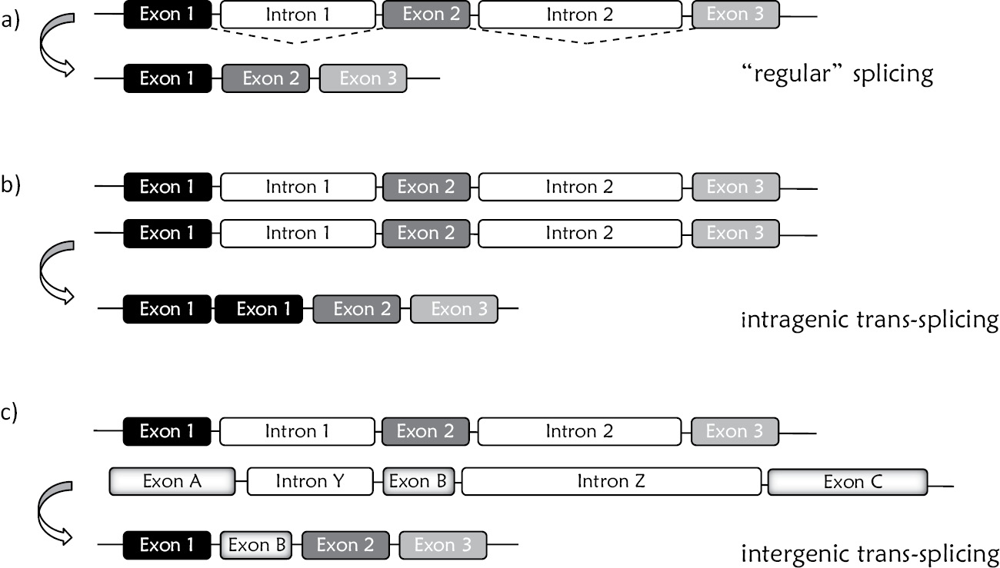 a) Exon 1 Intron 1 Exon 2 Intron 2 Exon 3
Exon 1 Exon 2 Exon 3
“regular” splicing
b) Exon 1 Intron 1 Exon 2 Intron 2 Exon 3
Exon 1 Intron 1 Exon 2 Intron 2 Exon 3
Exon 1 Exon 1 Exon 2 Exon 3
intragenic trans-splicing
c) Exon 1 Intron 1 Exon 2 Intron 2 Exon 3
Exon A Intron Y Exon B Intron Z Exon C
Exon 1 Exon B Exon 2 Exon 3
intergenic trans-splicing